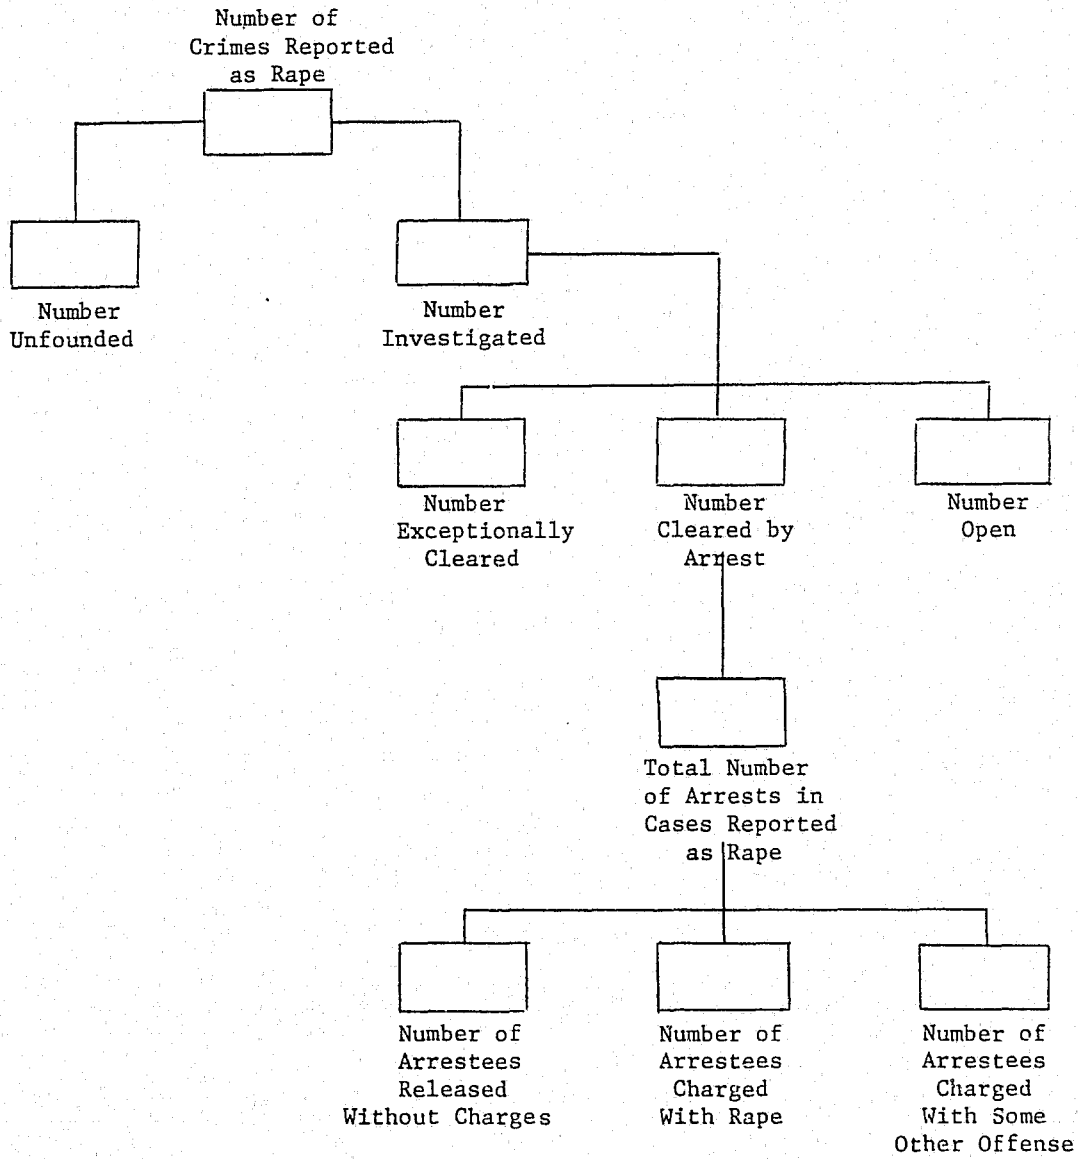 Number of
Crimes Reported
as Rape
Number
Unfounded
Number
Investigated
Number
Exceptionally
Cleared
Number
Cleared by
Arrest
Number
Open
Total Number
of Arrests in
Cases Reported
as Rape
Number of
Arrestees
Released
Without Charges
Number of
Arrestees
Charged
With Rape
Number of
Arrestees
Charged
With Some
Other Offense